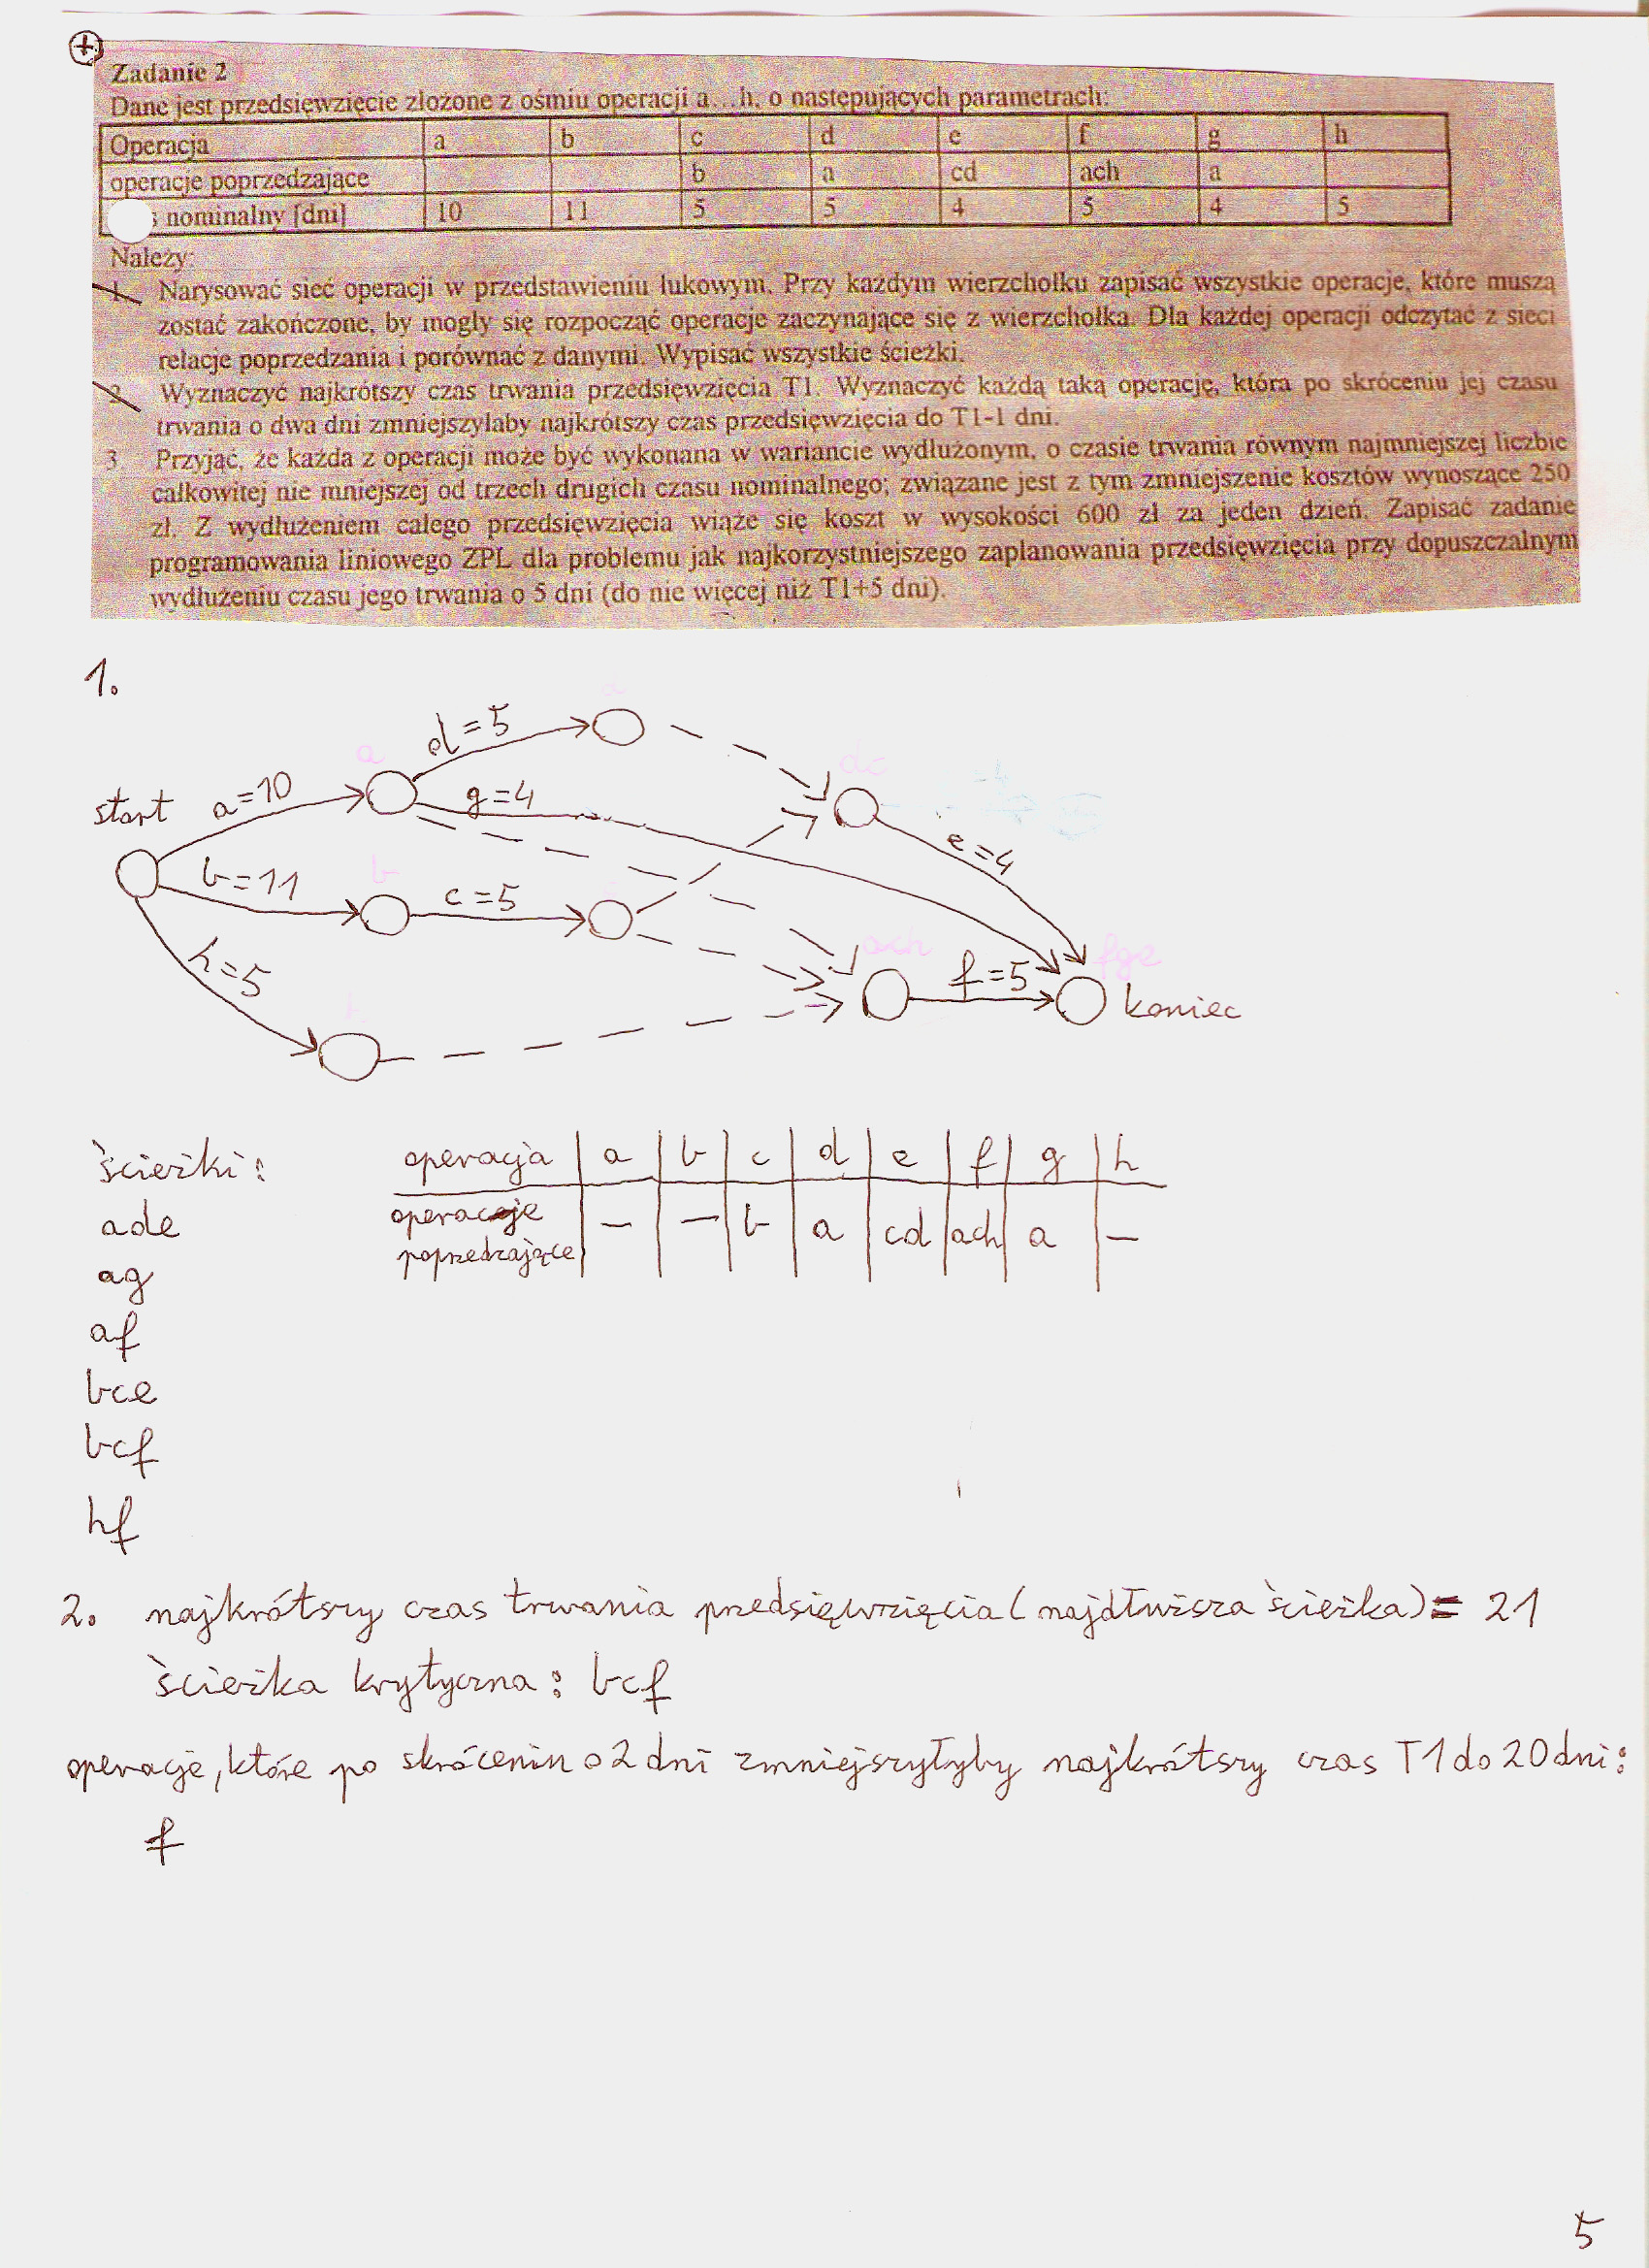 +
Zadanie 2
Dane jest przedsięwzięcie złożone z ośmiu operacji a…h, o następujących parametrach:
Operacja a b c d e f g h
operacje poprzedzające b a cd ach a
s nominalny [dni] 10 11 5 5 4 5 4 5
Należy:
1. Narysować sieć operacji w przedstawieniu łukowym. Przy każdym wierzchołku zapisać wszystkie operacje, które muszą
zostać zakończone, by mogły się rozpocząć operacje zaczynające się z wierzchołka. Dla każdej operacji odczytać z sieci
relacje poprzedzania i porównać z danymi. Wypisać wszystkie ścieżki.
2. Wyznaczyć najkrótszy czas trwania przedsięwzięcia T1. Wyznaczyć każdą taką operację, która po skróceniu jej czasu
trwania o dwa dni zmniejszyłaby najkrótszy czas przedsięwzięcia do T1-1 dni.
3. Przyjąć, że każda z operacji może być wykonana w wariancie wydłużonym, o czasie trwania równym najmniejszej liczbie
całkowitej nie mniejszej od trzech drugich czasu nominalnego; związane jest z tym zmniejszenie kosztów wynoszące 250
zł. Z wydłużeniem całego przedsięwzięcia wiąże się koszt w wysokości 600 zł za jeden dzień. Zapisać zadanie
programowania liniowego ZPL dla problemu jak najkorzystniejszego zaplanowania przedsięwzięcia przy dopuszczalnym
wydłużeniu czasu jego trwania o 5 dni (do nie więcej niż T1+5 dni).
1.
d=5
a
dc
start a=10 g=4
e=4
b=11 b c=5
ach
h=5
f=5 fge
koniec
ścieżki:
ade
ag
af
bce
bcf
hf
operacja a b c d e f g h
operacje
poprzedzające – – b a cd ach a –
2. najkrótszy czas trwania przedsięwzięcia (najdłuższa ścieżka) = 21
ścieżka krytyczna: bcf
operacje, które po skróceniu o 2 dni zmniejszyłyby najkrótszy czas T1 do 20 dni:
f
5